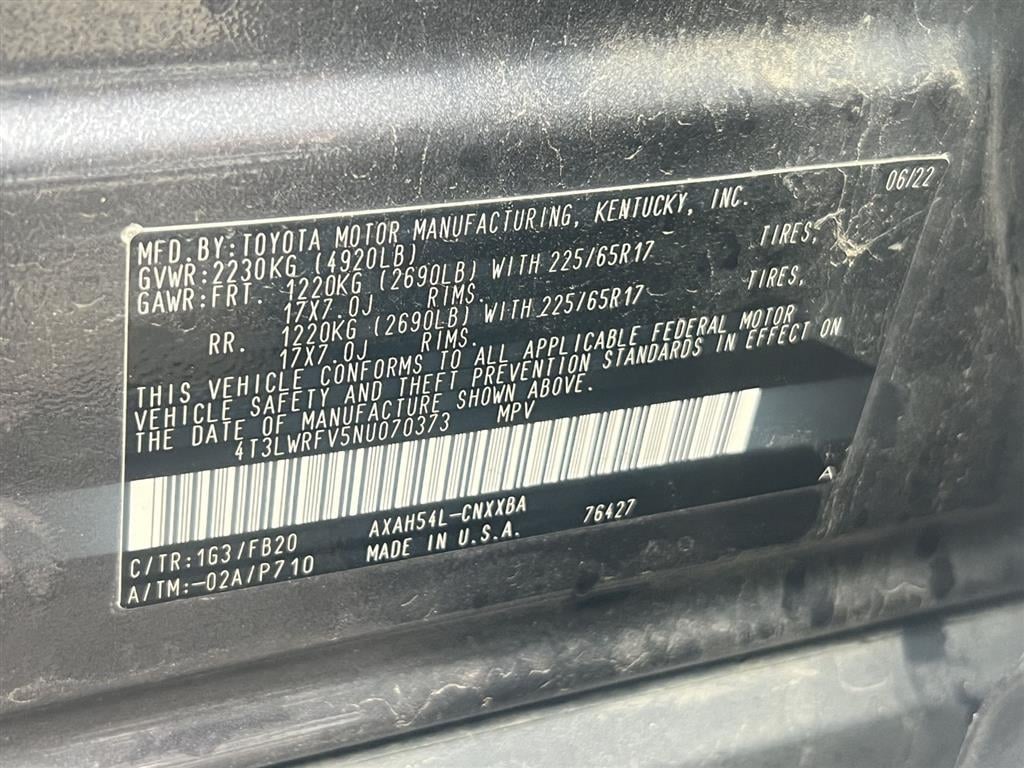 06/22
MFD.BY:TOYOTA MOTOR MANUFACTURING, KENTUCKY, INC.
GVWR:2230KG (4920LB)
GAWR:FRT. 1220KG (2690LB) WITH 225/65R17 TIRES,
17X7.0J RIMS.
RR. 1220KG (2690LB) WITH 225/65R17 TIRES,
17X7.0J RIMS.
THIS VEHICLE CONFORMS TO ALL APPLICABLE FEDERAL MOTOR
VEHICLE SAFETY AND THEFT PREVENTION STANDARDS IN EFFECT ON
THE DATE OF MANUFACTURE SHOWN ABOVE.
4T3LWRFV5NU070373 MPV
A
C/TR:1G3/FB20 AXAH54L-CNXXBA 76427
A/TM:-02A/P710 MADE IN U.S.A.